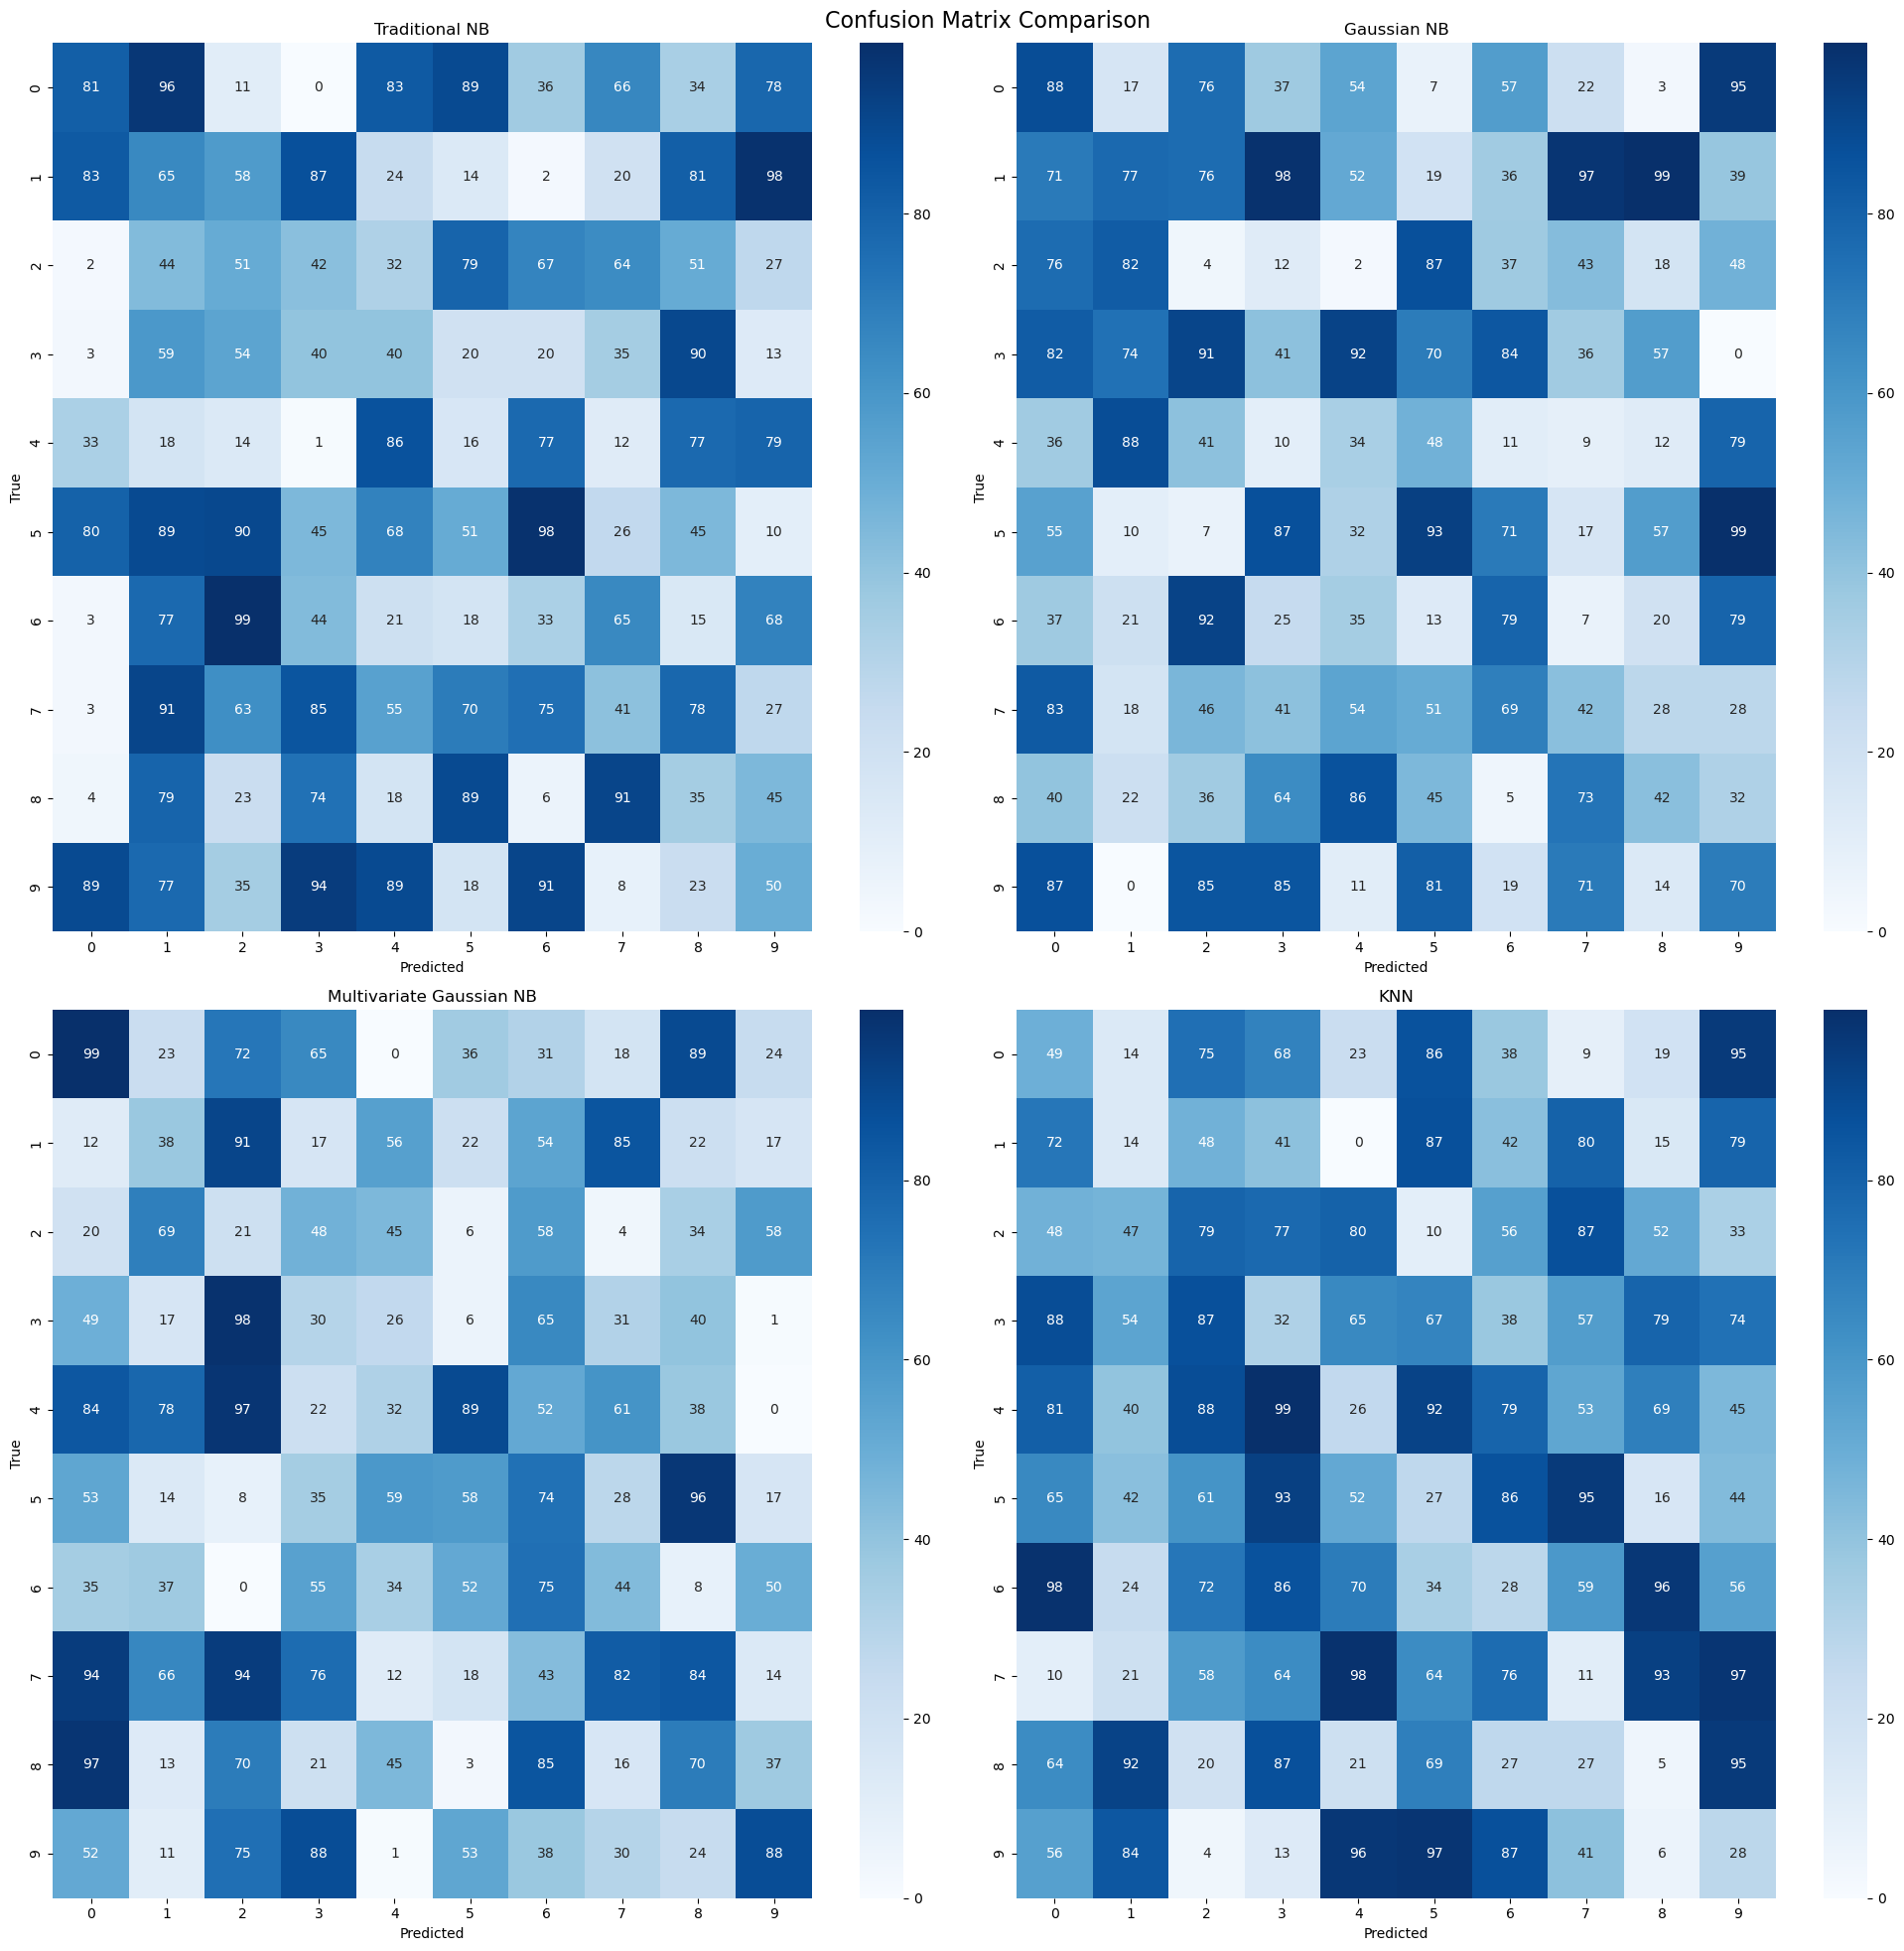 Confusion Matrix Comparison
Traditional NB
0 81 96 11 0 83 89 36 66 34 78
1 83 65 58 87 24 14 2 20 81 98
2 2 44 51 42 32 79 67 64 51 27
3 3 59 54 40 40 20 20 35 90 13
4 33 18 14 1 86 16 77 12 77 79
5 80 89 90 45 68 51 98 26 45 10
6 3 77 99 44 21 18 33 65 15 68
7 3 91 63 85 55 70 75 41 78 27
8 4 79 23 74 18 89 6 91 35 45
9 89 77 35 94 89 18 91 8 23 50
0 1 2 3 4 5 6 7 8 9
True
Predicted
80
60
40
20
0
Gaussian NB
0 88 17 76 37 54 7 57 22 3 95
1 71 77 76 98 52 19 36 97 99 39
2 76 82 4 12 2 87 37 43 18 48
3 82 74 91 41 92 70 84 36 57 0
4 36 88 41 10 34 48 11 9 12 79
5 55 10 7 87 32 93 71 17 57 99
6 37 21 92 25 35 13 79 7 20 79
7 83 18 46 41 54 51 69 42 28 28
8 40 22 36 64 86 45 5 73 42 32
9 87 0 85 85 11 81 19 71 14 70
0 1 2 3 4 5 6 7 8 9
True
Predicted
80
60
40
20
0
Multivariate Gaussian NB
0 99 23 72 65 0 36 31 18 89 24
1 12 38 91 17 56 22 54 85 22 17
2 20 69 21 48 45 6 58 4 34 58
3 49 17 98 30 26 6 65 31 40 1
4 84 78 97 22 32 89 52 61 38 0
5 53 14 8 35 59 58 74 28 96 17
6 35 37 0 55 34 52 75 44 8 50
7 94 66 94 76 12 18 43 82 84 14
8 97 13 70 21 45 3 85 16 70 37
9 52 11 75 88 1 53 38 30 24 88
0 1 2 3 4 5 6 7 8 9
True
Predicted
80
60
40
20
0
KNN
0 49 14 75 68 23 86 38 9 19 95
1 72 14 48 41 0 87 42 80 15 79
2 48 47 79 77 80 10 56 87 52 33
3 88 54 87 32 65 67 38 57 79 74
4 81 40 88 99 26 92 79 53 69 45
5 65 42 61 93 52 27 86 95 16 44
6 98 24 72 86 70 34 28 59 96 56
7 10 21 58 64 98 64 76 11 93 97
8 64 92 20 87 21 69 27 27 5 95
9 56 84 4 13 96 97 87 41 6 28
0 1 2 3 4 5 6 7 8 9
True
Predicted
80
60
40
20
0